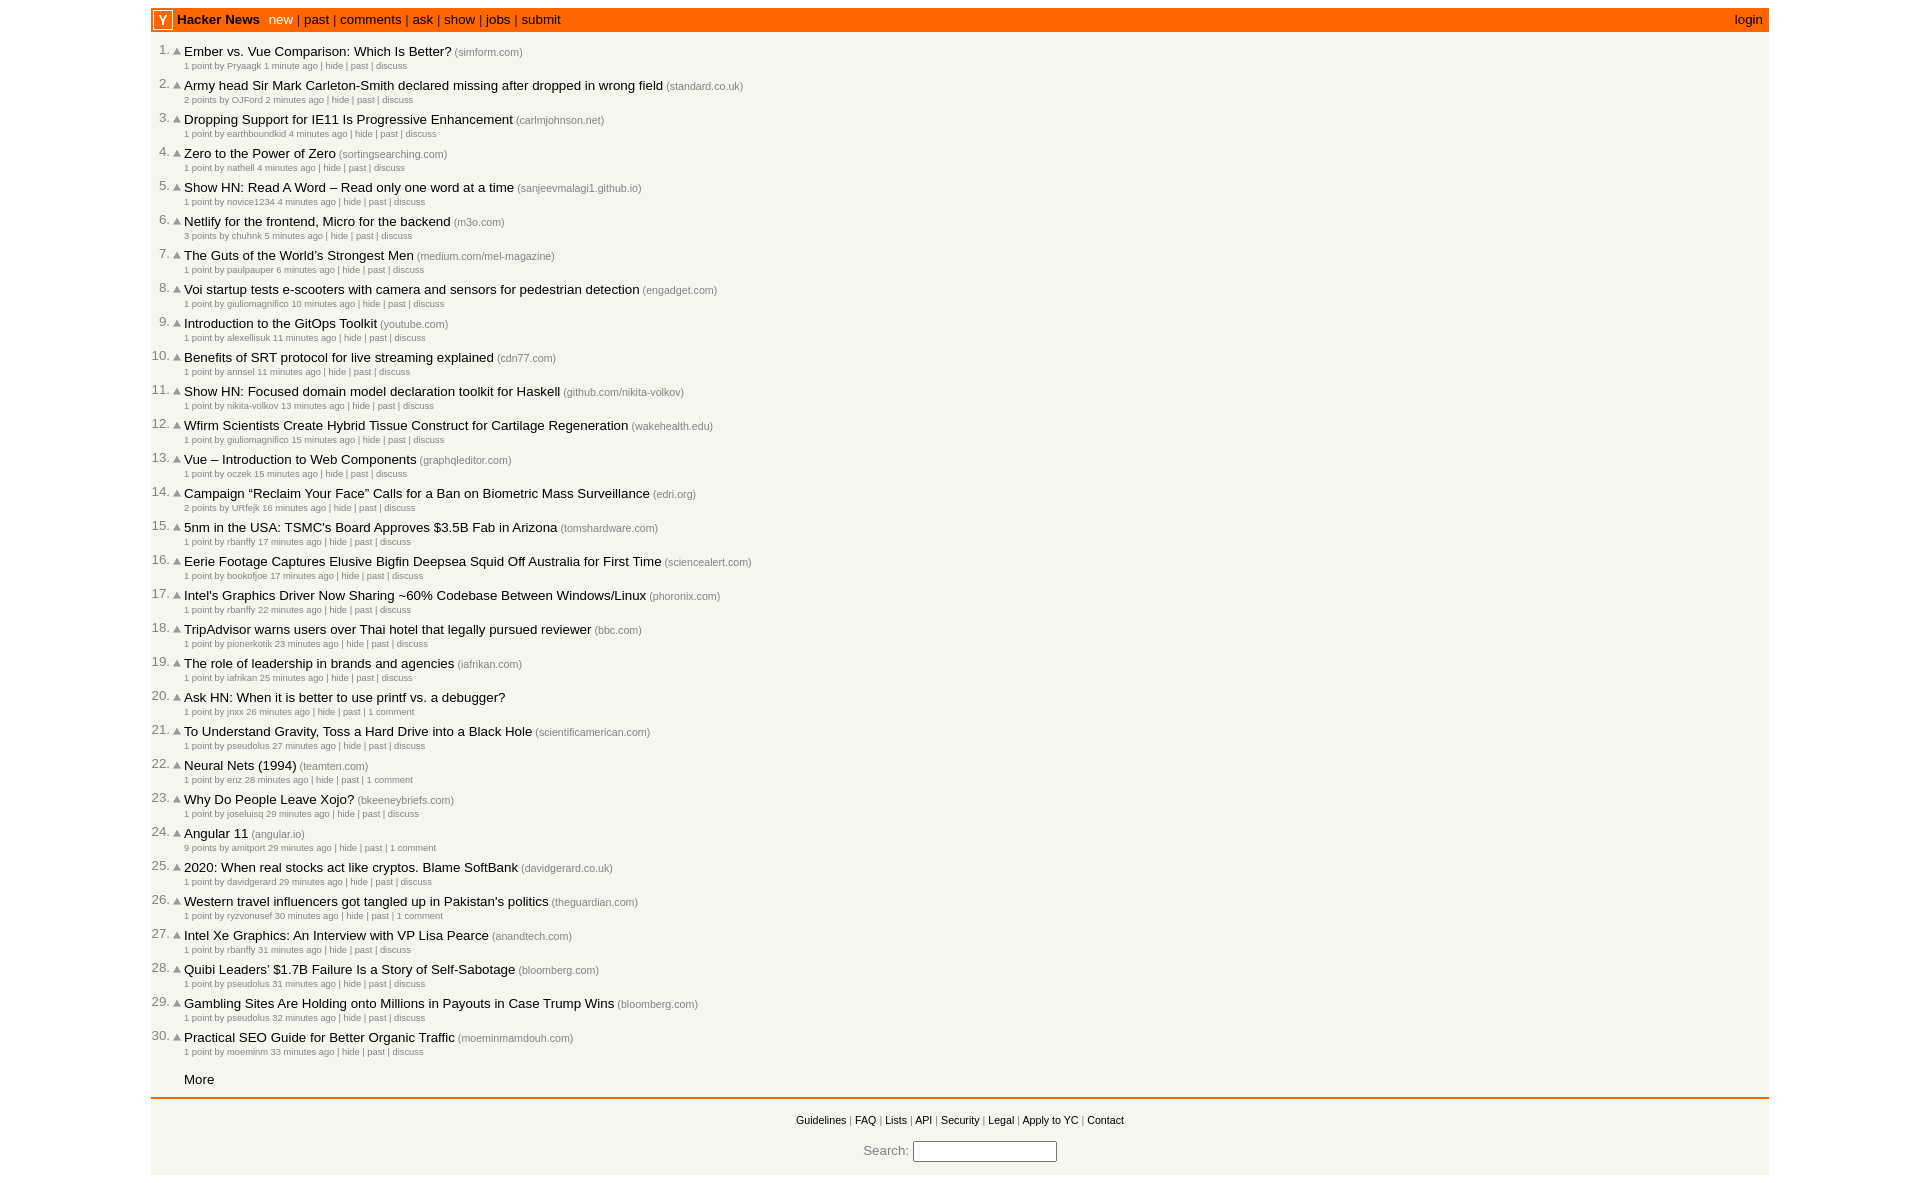 Y Hacker News new | past | comments | ask | show | jobs | submit login
1. Ember vs. Vue Comparison: Which Is Better? (simform.com)
1 point by Pryaagk 1 minute ago | hide | past | discuss
2. Army head Sir Mark Carleton-Smith declared missing after dropped in wrong field (standard.co.uk)
2 points by OJFord 2 minutes ago | hide | past | discuss
3. Dropping Support for IE11 Is Progressive Enhancement (carlmjohnson.net)
1 point by earthboundkid 4 minutes ago | hide | past | discuss
4. Zero to the Power of Zero (sortingsearching.com)
1 point by nathell 4 minutes ago | hide | past | discuss
5. Show HN: Read A Word – Read only one word at a time (sanjeevmalagi1.github.io)
1 point by novice1234 4 minutes ago | hide | past | discuss
6. Netlify for the frontend, Micro for the backend (m3o.com)
3 points by chuhnk 5 minutes ago | hide | past | discuss
7. The Guts of the World’s Strongest Men (medium.com/mel-magazine)
1 point by paulpauper 6 minutes ago | hide | past | discuss
8. Voi startup tests e-scooters with camera and sensors for pedestrian detection (engadget.com)
1 point by giuliomagnifico 10 minutes ago | hide | past | discuss
9. Introduction to the GitOps Toolkit (youtube.com)
1 point by alexellisuk 11 minutes ago | hide | past | discuss
10. Benefits of SRT protocol for live streaming explained (cdn77.com)
1 point by annsel 11 minutes ago | hide | past | discuss
11. Show HN: Focused domain model declaration toolkit for Haskell (github.com/nikita-volkov)
1 point by nikita-volkov 13 minutes ago | hide | past | discuss
12. Wfirm Scientists Create Hybrid Tissue Construct for Cartilage Regeneration (wakehealth.edu)
1 point by giuliomagnifico 15 minutes ago | hide | past | discuss
13. Vue – Introduction to Web Components (graphqleditor.com)
1 point by oczek 15 minutes ago | hide | past | discuss
14. Campaign “Reclaim Your Face” Calls for a Ban on Biometric Mass Surveillance (edri.org)
2 points by URfejk 16 minutes ago | hide | past | discuss
15. 5nm in the USA: TSMC's Board Approves $3.5B Fab in Arizona (tomshardware.com)
1 point by rbanffy 17 minutes ago | hide | past | discuss
16. Eerie Footage Captures Elusive Bigfin Deepsea Squid Off Australia for First Time (sciencealert.com)
1 point by bookofjoe 17 minutes ago | hide | past | discuss
17. Intel's Graphics Driver Now Sharing ~60% Codebase Between Windows/Linux (phoronix.com)
1 point by rbanffy 22 minutes ago | hide | past | discuss
18. TripAdvisor warns users over Thai hotel that legally pursued reviewer (bbc.com)
1 point by pionerkotik 23 minutes ago | hide | past | discuss
19. The role of leadership in brands and agencies (iafrikan.com)
1 point by iafrikan 25 minutes ago | hide | past | discuss
20. Ask HN: When it is better to use printf vs. a debugger?
1 point by jnxx 26 minutes ago | hide | past | 1 comment
21. To Understand Gravity, Toss a Hard Drive into a Black Hole (scientificamerican.com)
1 point by pseudolus 27 minutes ago | hide | past | discuss
22. Neural Nets (1994) (teamten.com)
1 point by enz 28 minutes ago | hide | past | 1 comment
23. Why Do People Leave Xojo? (bkeeneybriefs.com)
1 point by joseluisq 29 minutes ago | hide | past | discuss
24. Angular 11 (angular.io)
9 points by amitport 29 minutes ago | hide | past | 1 comment
25. 2020: When real stocks act like cryptos. Blame SoftBank (davidgerard.co.uk)
1 point by davidgerard 29 minutes ago | hide | past | discuss
26. Western travel influencers got tangled up in Pakistan's politics (theguardian.com)
1 point by ryzvonusef 30 minutes ago | hide | past | 1 comment
27. Intel Xe Graphics: An Interview with VP Lisa Pearce (anandtech.com)
1 point by rbanffy 31 minutes ago | hide | past | discuss
28. Quibi Leaders’ $1.7B Failure Is a Story of Self-Sabotage (bloomberg.com)
1 point by pseudolus 31 minutes ago | hide | past | discuss
29. Gambling Sites Are Holding onto Millions in Payouts in Case Trump Wins (bloomberg.com)
1 point by pseudolus 32 minutes ago | hide | past | discuss
30. Practical SEO Guide for Better Organic Traffic (moeminmamdouh.com)
1 point by moeminm 33 minutes ago | hide | past | discuss
More
Guidelines | FAQ | Lists | API | Security | Legal | Apply to YC | Contact
Search: